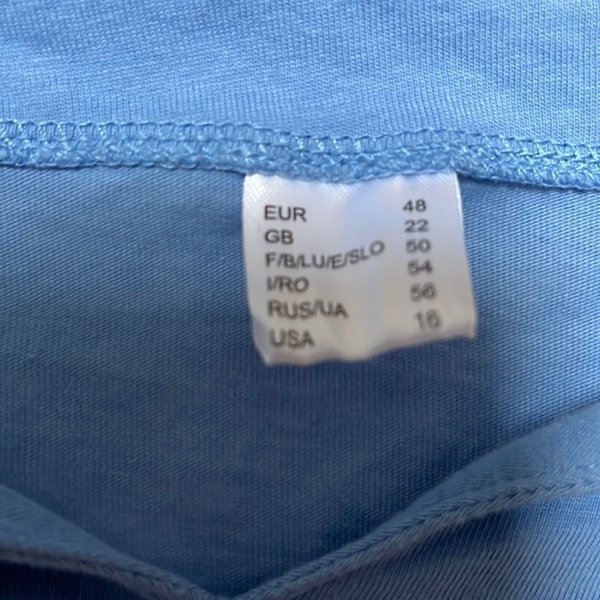 EUR 48
GB 22
F/B/LU/E/SLO 50
I/RO 54
RUS/UA 56
USA 16